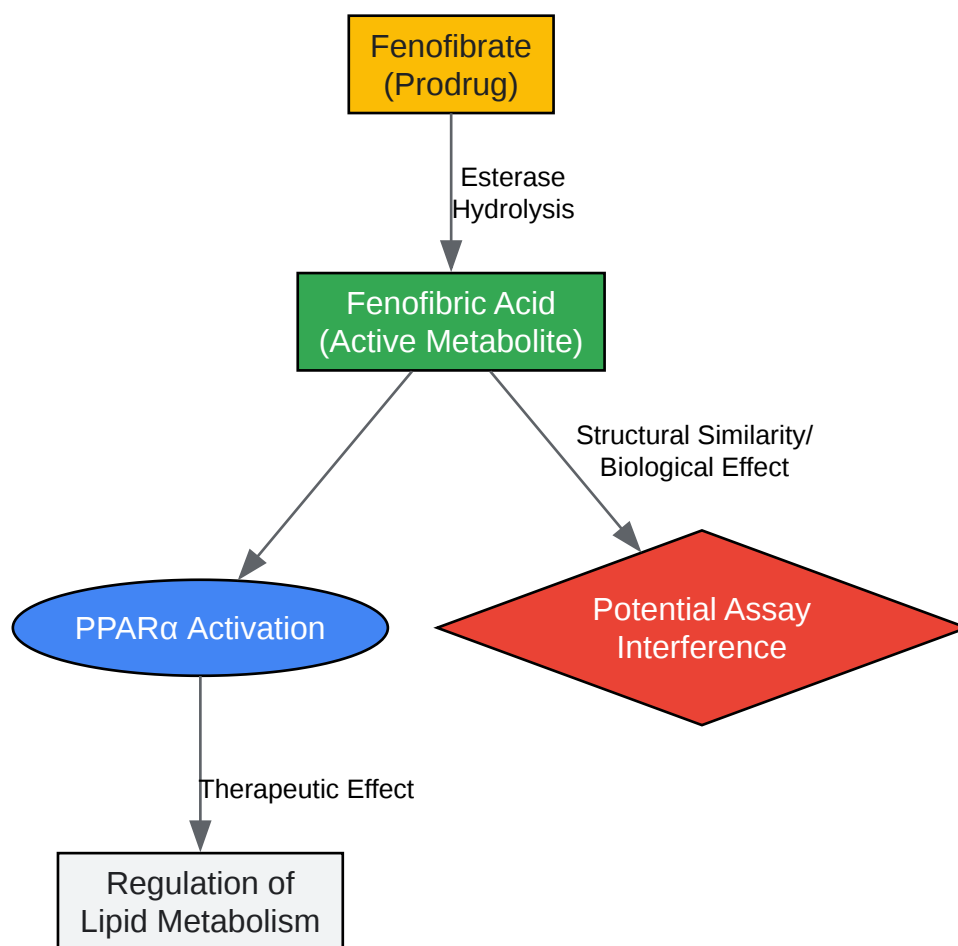 Fenofibrate
(Prodrug)
Esterase
Hydrolysis
Fenofibric Acid
(Active Metabolite)
Structural Similarity/
Biological Effect
PPARα Activation
Potential Assay
Interference
Therapeutic Effect
Regulation of
Lipid Metabolism